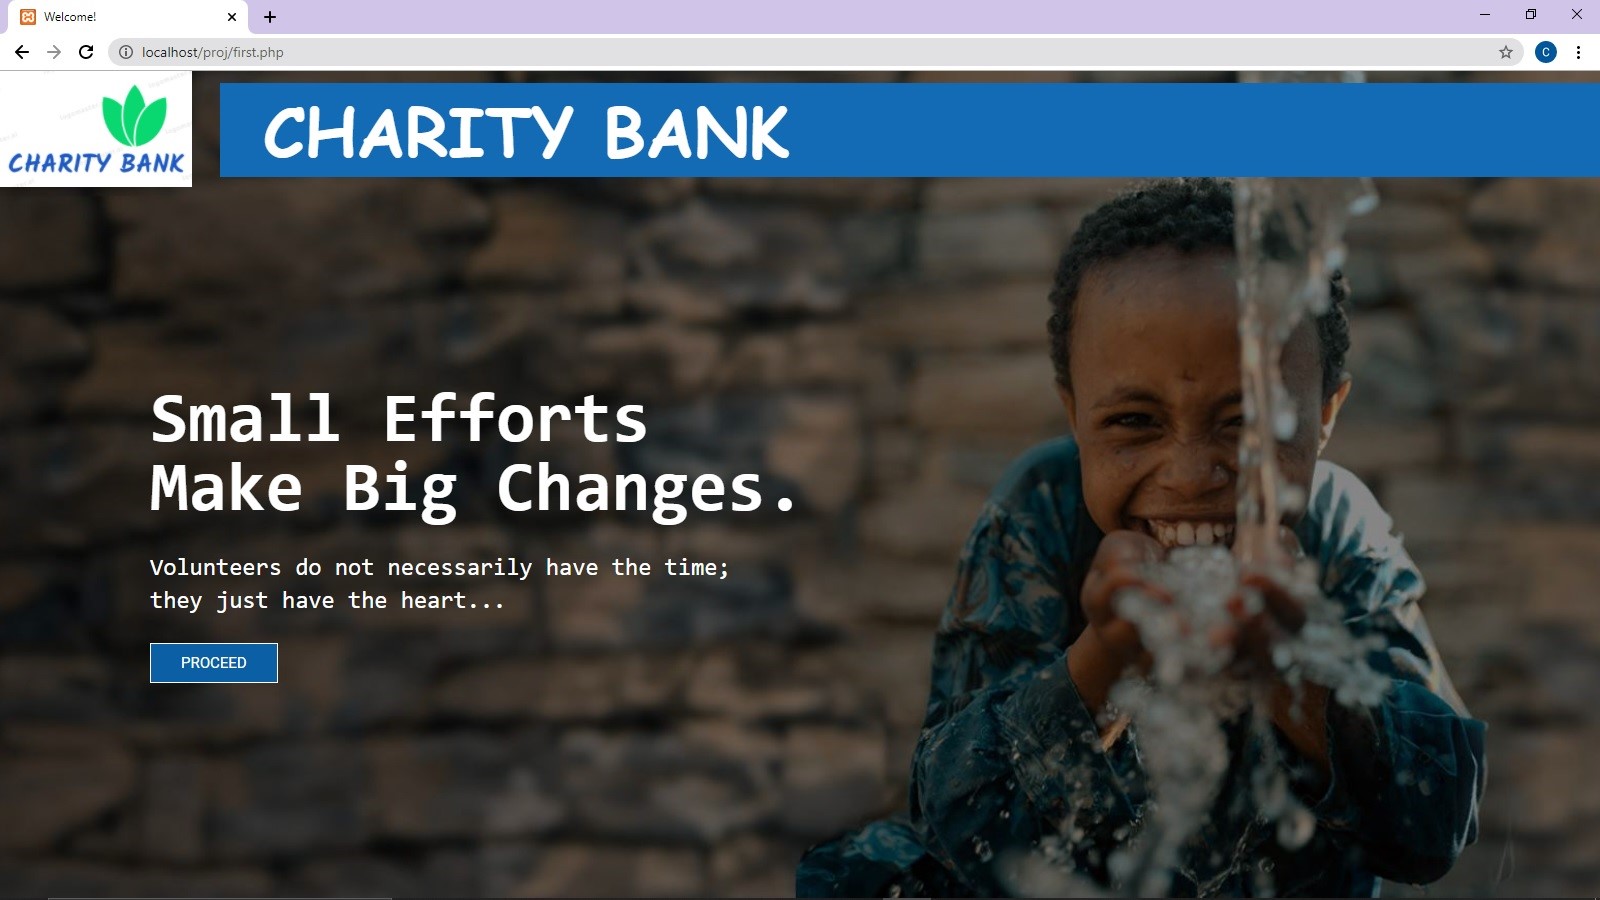 Welcome!
localhost/proj/first.php
C
CHARITY BANK
CHARITY BANK
Small Efforts
Make Big Changes.
Volunteers do not necessarily have the time;
they just have the heart...
PROCEED